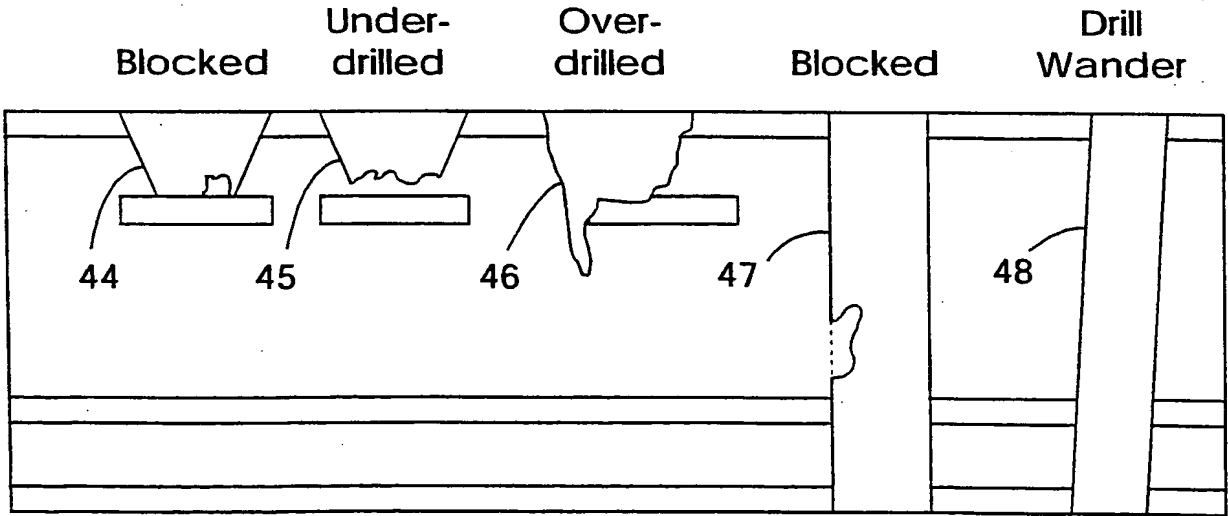 Blocked
Under-
drilled
Over-
drilled
Blocked
Drill
Wander
44
45
46
47
48